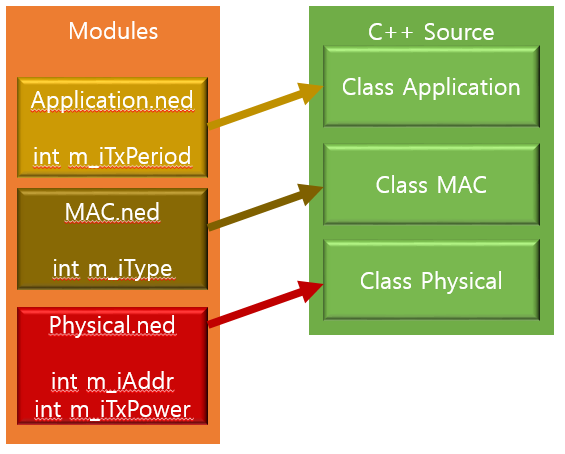 Modules
Application.ned
int m_iTxPeriod
MAC.ned
int m_iType
Physical.ned
int m_iAddr
int m_iTxPower
C++ Source
Class Application
Class MAC
Class Physical